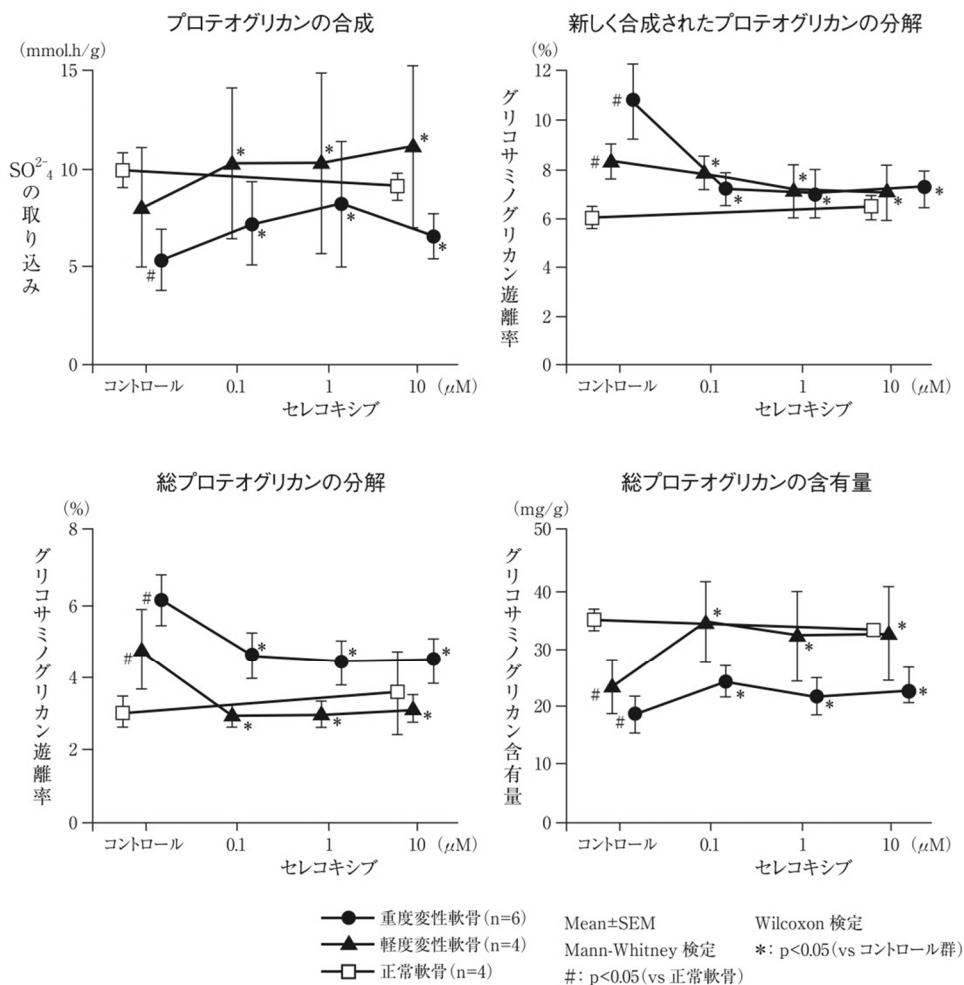 プロテオグリカンの合成
(mmol.h/g)
15
10
5
0
SO²⁻₄の取り込み
#
*
*
*
*
*
*
コントロール 0.1 1 10 (μM)
セレコキシブ
新しく合成されたプロテオグリカンの分解
(%)
12
10
8
6
4
2
0
グリコサミノグリカン遊離率
#
#
*
*
*
*
*
*
コントロール 0.1 1 10 (μM)
セレコキシブ
総プロテオグリカンの分解
(%)
8
6
4
2
0
グリコサミノグリカン遊離率
#
#
*
*
*
*
*
*
コントロール 0.1 1 10 (μM)
セレコキシブ
総プロテオグリカンの含有量
(mg/g)
50
40
30
20
10
0
グリコサミノグリカン含有量
#
#
*
*
*
*
*
*
コントロール 0.1 1 10 (μM)
セレコキシブ
重度変性軟骨(n=6)
軽度変性軟骨(n=4)
正常軟骨(n=4)
Mean±SEM
Mann-Whitney 検定
#: p<0.05(vs 正常軟骨)
Wilcoxon 検定
*: p<0.05(vs コントロール群)